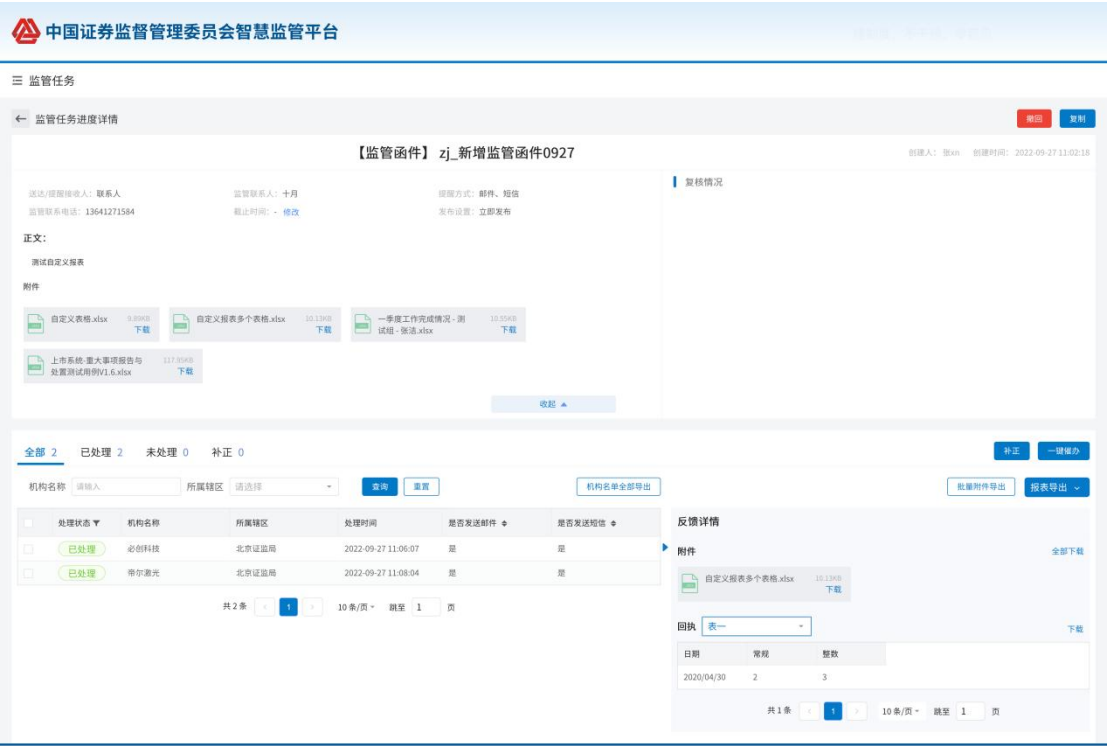 中国证券监督管理委员会智慧监管平台
监管任务
监管任务进度详情 撤回 复制
【监管函件】 zj_新增监管函件0927 创建人: 张xn 创建时间: 2022-09-27 11:02:18
送达/提醒接收人: 联系人 监管联系人: 十月 提醒方式: 邮件、短信 复核情况
监管联系电话: 13641271584 截止时间: - 修改 发布设置: 立即发布
正文:
测试自定义报表
附件
自定义表格.xlsx 9.89KB 下载 自定义报表多个表格.xlsx 10.13KB 下载 一季度工作完成情况 - 测试组 - 张洁.xlsx 10.55KB 下载
上市系统-重大事项报告与处置测试用例V1.6.xlsx 117.95KB 下载
收起
全部 2 已处理 2 未处理 0 补正 0 补正 一键催办
机构名称 请输入 所属辖区 请选择 查询 重置 机构名单全部导出 批量附件导出 报表导出
处理状态 机构名称 所属辖区 处理时间 是否发送邮件 是否发送短信
已处理 必创科技 北京证监局 2022-09-27 11:06:07 是 是
已处理 帝尔激光 北京证监局 2022-09-27 11:08:04 是 是
共 2 条 1 10 条/页 跳至 1 页
反馈详情
附件 全部下载
自定义报表多个表格.xlsx 10.13KB 下载
回执 表一 下载
日期 常规 整数
2020/04/30 2 3
共 1 条 1 10 条/页 跳至 1 页